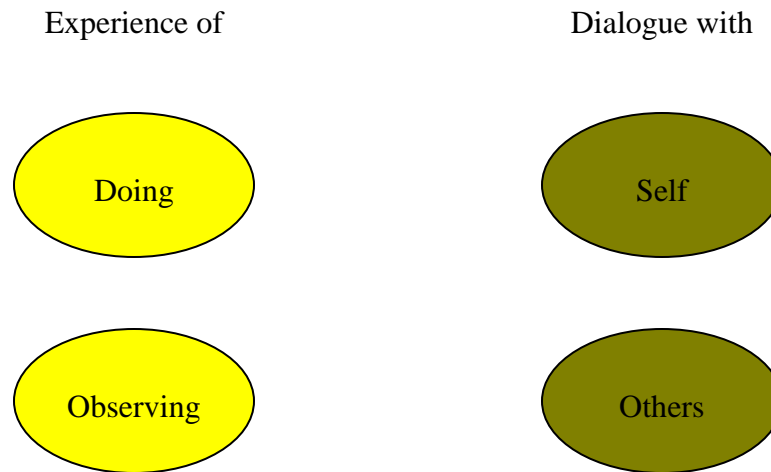 Experience of
Dialogue with
Doing
Self
Observing
Others